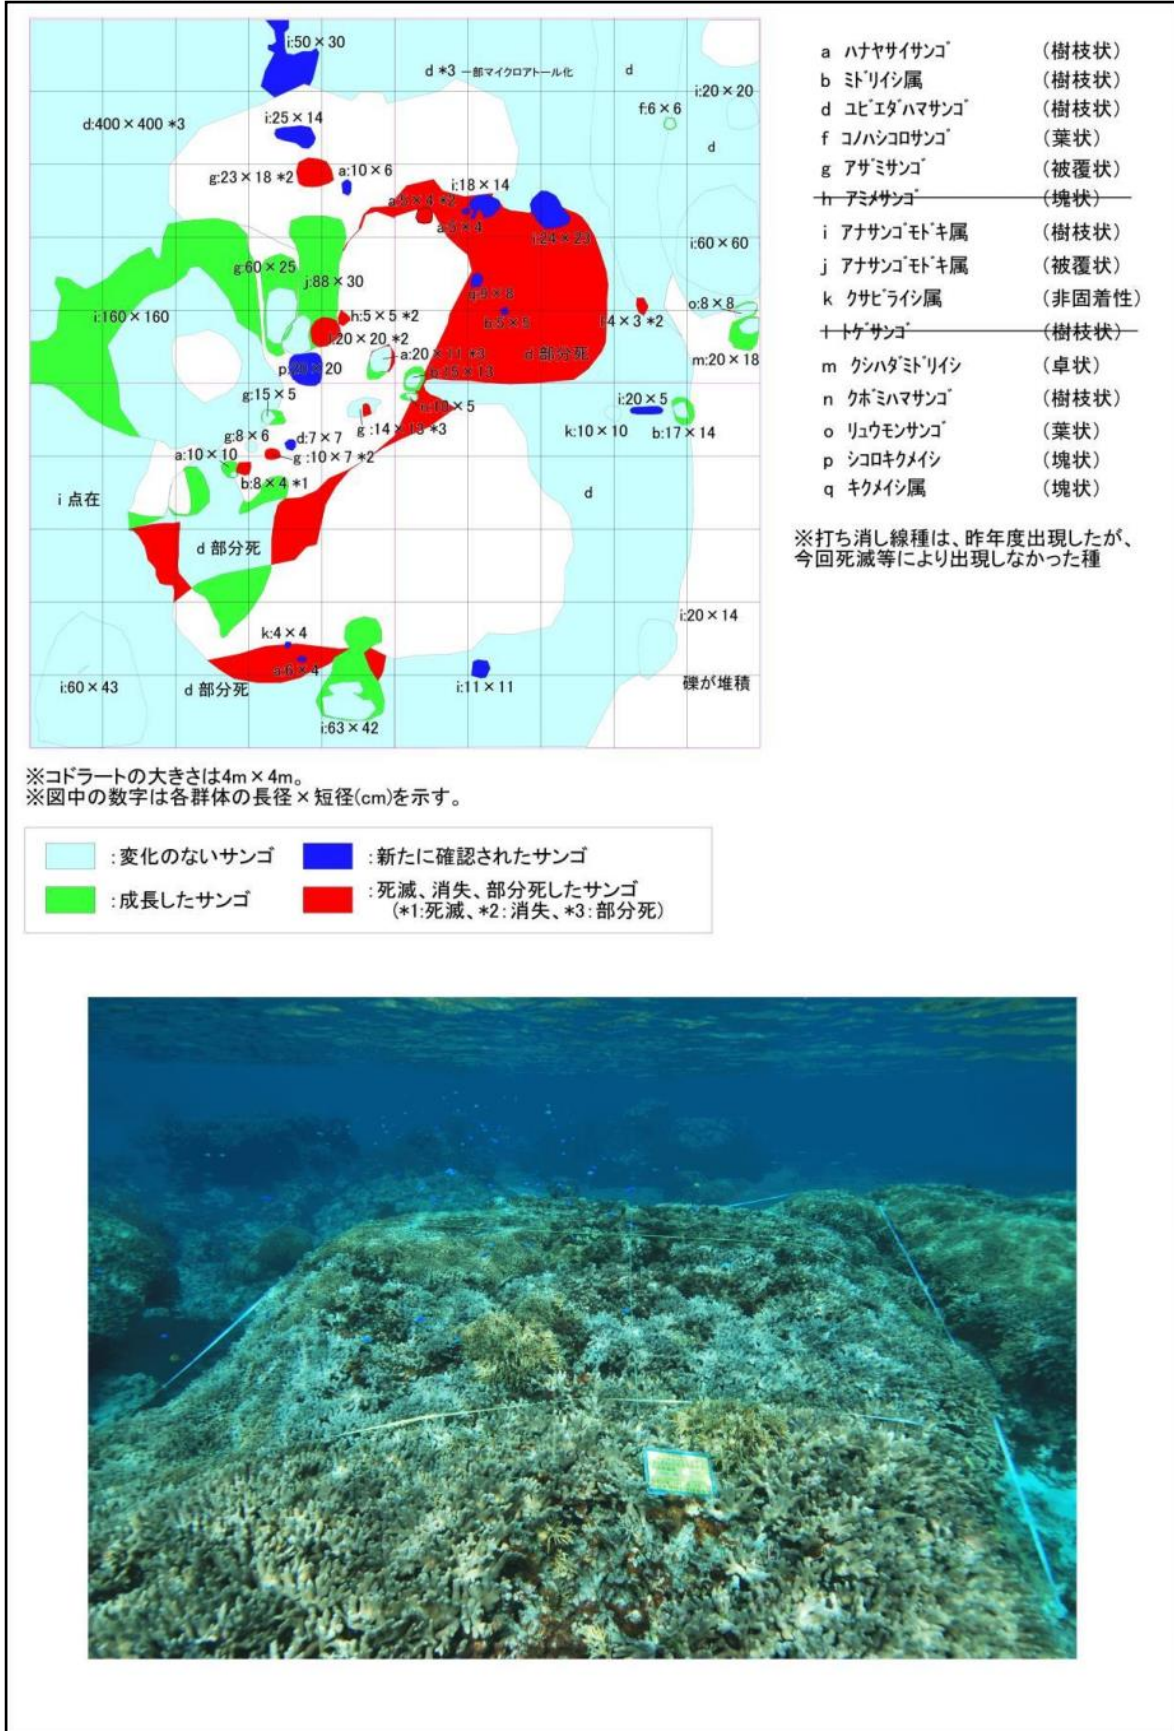 i:50×30
d *3 一部マイクロアトール化
d
i:20×20
f:6×6
d:400×400 *3
i:25×14
d
g:23×18 *2
a:10×6
i:18×14
a:5×4 *2
a:5×4
i:24×23
i:60×60
g:60×25
j:88×30
q:9×8
o:8×8
i:160×160
h:5×5 *2
b:5×5
l:4×3 *2
i:20×20 *2
a:20×11 *3
d 部分死
m:20×18
p:20×20
n:15×13
g:15×5
n:10×5
i:20×5
g:14×13 *3
k:10×10
b:17×14
g:8×6
d:7×7
a:10×10
g:10×7 *2
b:8×4 *1
d
i 点在
d 部分死
i:20×14
k:4×4
a:6×4
i:60×43
d 部分死
i:11×11
礫が堆積
i:63×42
a ハナヤサイサンゴ (樹枝状)
b ミドリイシ属 (樹枝状)
d ユビエダハマサンゴ (樹枝状)
f コノハシコロサンゴ (葉状)
g アザミサンゴ (被覆状)
h アミメサンゴ (塊状)
i アナサンゴモドキ属 (樹枝状)
j アナサンゴモドキ属 (被覆状)
k クサビライシ属 (非固着性)
l トゲサンゴ (樹枝状)
m クシハダミドリイシ (卓状)
n クボミハマサンゴ (樹枝状)
o リュウモンサンゴ (葉状)
p シコロキクメイシ (塊状)
q キクメイシ属 (塊状)
※打ち消し線種は、昨年度出現したが、
今回死滅等により出現しなかった種
※コドラートの大きさは4m×4m。
※図中の数字は各群体の長径×短径(cm)を示す。
:変化のないサンゴ
:新たに確認されたサンゴ
:成長したサンゴ
:死滅、消失、部分死したサンゴ
(*1:死滅、*2:消失、*3:部分死)